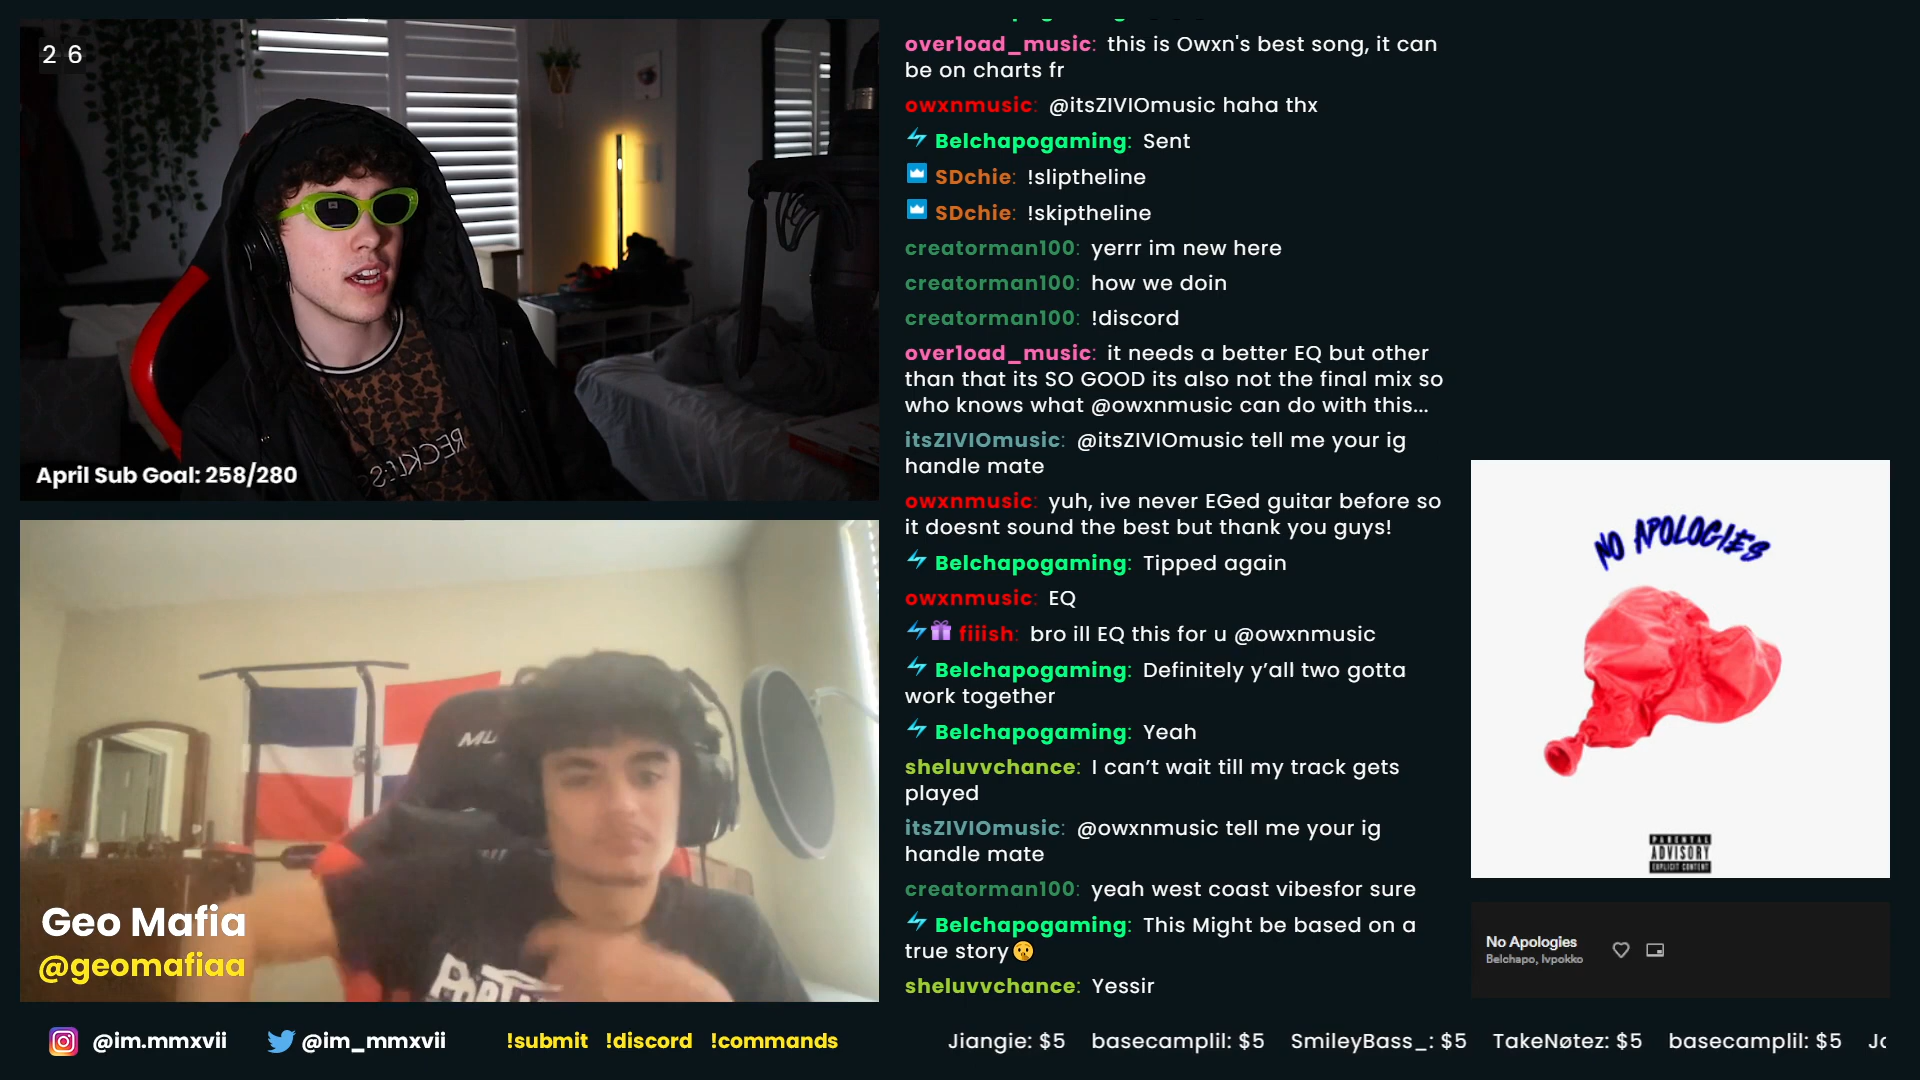 2 6
RECKLES
April Sub Goal: 258/280
Geo Mafia
@geomafiaa
over1oad_music: this is Owxn's best song, it can
be on charts fr
owxnmusic: @itsZIVIOmusic haha thx
Belchapogaming: Sent
SDchie: !sliptheline
SDchie: !skiptheline
creatorman100: yerrr im new here
creatorman100: how we doin
creatorman100: !discord
over1oad_music: it needs a better EQ but other
than that its SO GOOD its also not the final mix so
who knows what @owxnmusic can do with this...
itsZIVIOmusic: @itsZIVIOmusic tell me your ig
handle mate
owxnmusic: yuh, ive never EGed guitar before so
it doesnt sound the best but thank you guys!
Belchapogaming: Tipped again
owxnmusic: EQ
fiiish: bro ill EQ this for u @owxnmusic
Belchapogaming: Definitely y’all two gotta
work together
Belchapogaming: Yeah
sheluvvchance: I can’t wait till my track gets
played
itsZIVIOmusic: @owxnmusic tell me your ig
handle mate
creatorman100: yeah west coast vibesfor sure
Belchapogaming: This Might be based on a
true story
sheluvvchance: Yessir
NO APOLOGIES
PARENTAL
ADVISORY
EXPLICIT CONTENT
No Apologies
Belchapo, lvpokko
@im.mmxvii @im_mmxvii !submit !discord !commands
Jiangie: $5 basecamplil: $5 SmileyBass_: $5 TakeNøtez: $5 basecamplil: $5